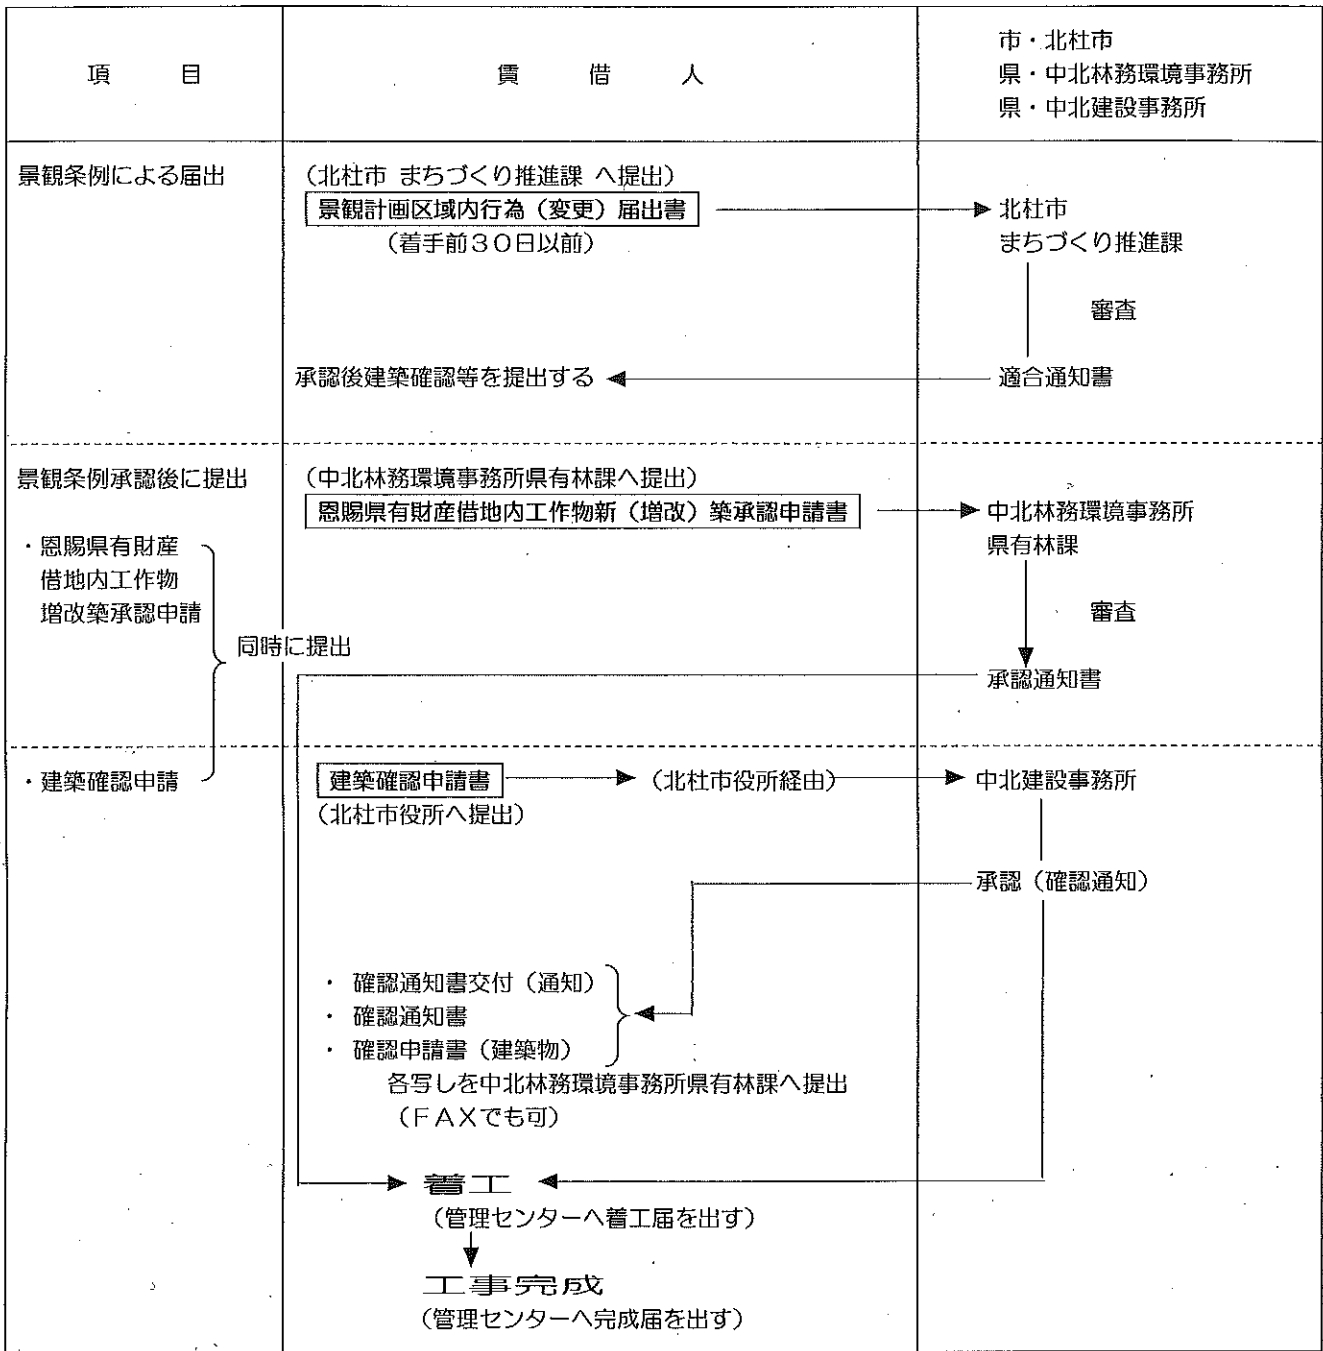 項 目
賃 借 人
市・北杜市
県・中北林務環境事務所
県・中北建設事務所
景観条例による届出
(北杜市 まちづくり推進課 へ提出)
景観計画区域内行為(変更)届出書
(着手前30日以前)
北杜市
まちづくり推進課
審査
承認後建築確認等を提出する
適合通知書
景観条例承認後に提出
(中北林務環境事務所県有林課へ提出)
恩賜県有財産借地内工作物新(増改)築承認申請書
中北林務環境事務所
県有林課
・恩賜県有財産
借地内工作物
増改築承認申請
審査
同時に提出
承認通知書
・建築確認申請
建築確認申請書
(北杜市役所経由)
中北建設事務所
(北杜市役所へ提出)
承認(確認通知)
・ 確認通知書交付(通知)
・ 確認通知書
・ 確認申請書(建築物)
各写しを中北林務環境事務所県有林課へ提出
(FAXでも可)
着工
(管理センターへ着工届を出す)
工事完成
(管理センターへ完成届を出す)